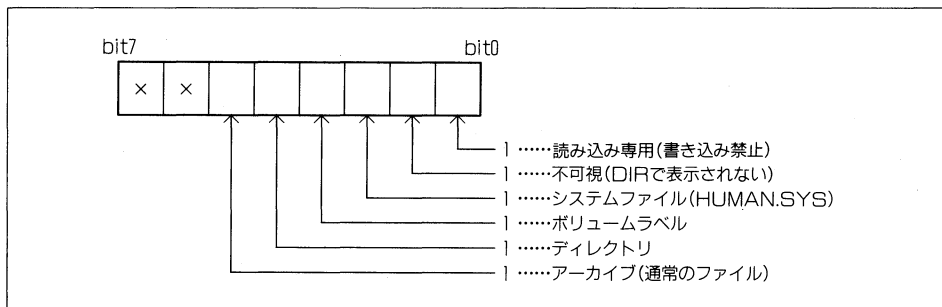 bit7 bit0
× ×
1……読み込み専用(書き込み禁止)
1……不可視(DIRで表示されない)
1……システムファイル(HUMAN.SYS)
1……ボリュームラベル
1……ディレクトリ
1……アーカイブ(通常のファイル)